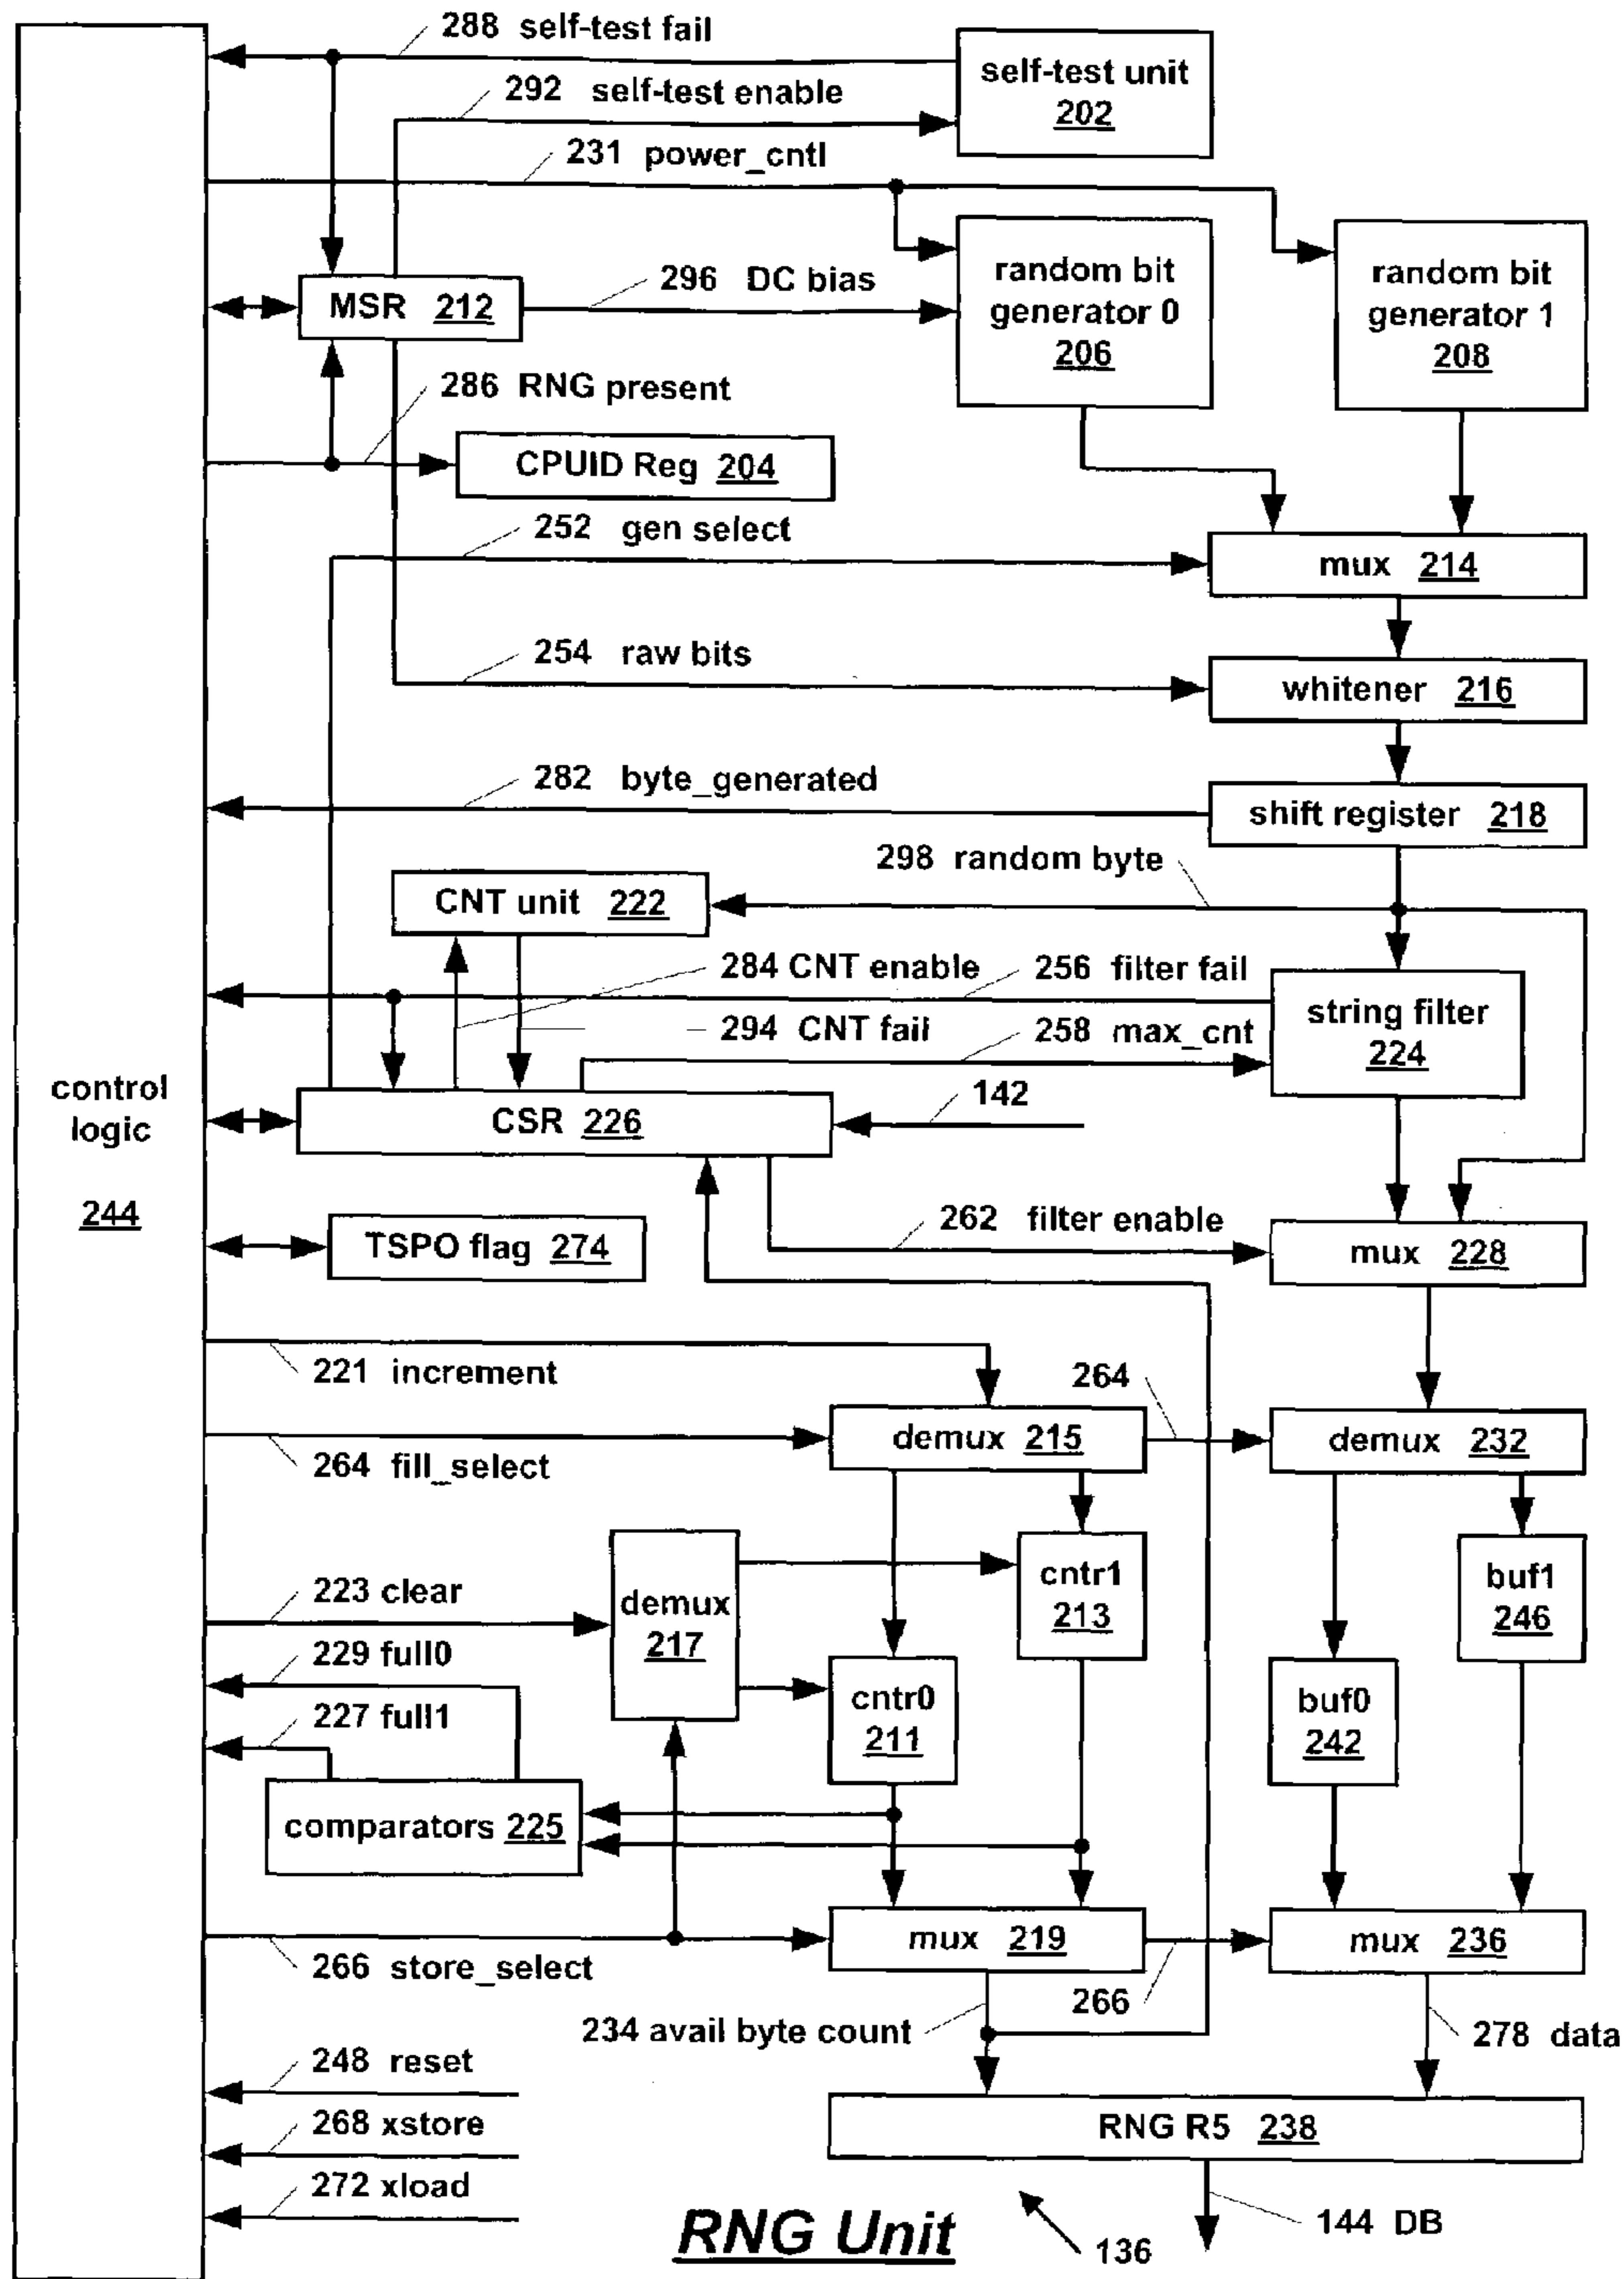 288 self-test fail
self-test unit
202
292 self-test enable
231 power_cntl
random bit
generator 0
206
random bit
generator 1
208
MSR 212
296 DC bias
286 RNG present
CPUID Reg 204
252 gen select
mux 214
254 raw bits
whitener 216
282 byte_generated
shift register 218
298 random byte
CNT unit 222
284 CNT enable
256 filter fail
294 CNT fail
258 max_cnt
string filter
224
control
logic
244
CSR 226
142
TSPO flag 274
262 filter enable
mux 228
221 increment
264
demux 215
demux 232
264 fill_select
cntr1
213
buf1
246
223 clear
demux
217
229 full0
cntr0
211
buf0
242
227 full1
comparators 225
mux 219
mux 236
266 store_select
266
234 avail byte count
278 data
248 reset
268 xstore
RNG R5 238
272 xload
RNG Unit
136
144 DB